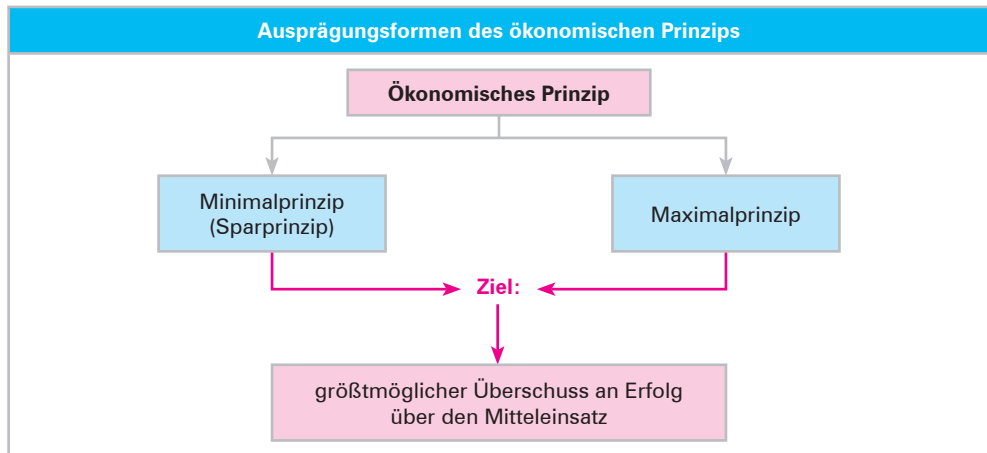 Ausprägungsformen des ökonomischen Prinzips
Ökonomisches Prinzip
Minimalprinzip
(Sparprinzip)
Maximalprinzip
Ziel:
größtmöglicher Überschuss an Erfolg
über den Mitteleinsatz